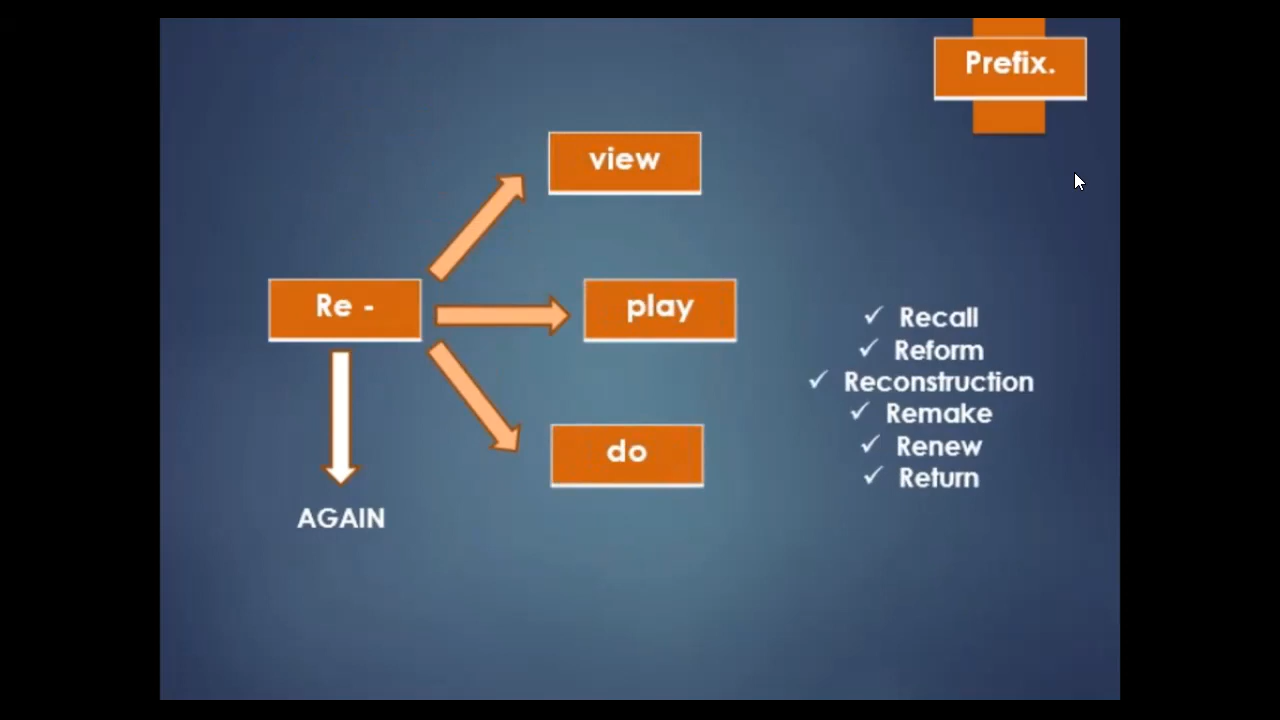 Prefix.
view
Re -
play
do
AGAIN
✓ Recall
✓ Reform
✓ Reconstruction
✓ Remake
✓ Renew
✓ Return